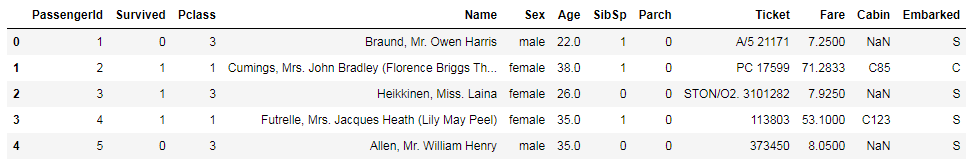 PassengerId Survived Pclass Name Sex Age SibSp Parch Ticket Fare Cabin Embarked
0 1 0 3 Braund, Mr. Owen Harris male 22.0 1 0 A/5 21171 7.2500 NaN S
1 2 1 1 Cumings, Mrs. John Bradley (Florence Briggs Th... female 38.0 1 0 PC 17599 71.2833 C85 C
2 3 1 3 Heikkinen, Miss. Laina female 26.0 0 0 STON/O2. 3101282 7.9250 NaN S
3 4 1 1 Futrelle, Mrs. Jacques Heath (Lily May Peel) female 35.0 1 0 113803 53.1000 C123 S
4 5 0 3 Allen, Mr. William Henry male 35.0 0 0 373450 8.0500 NaN S